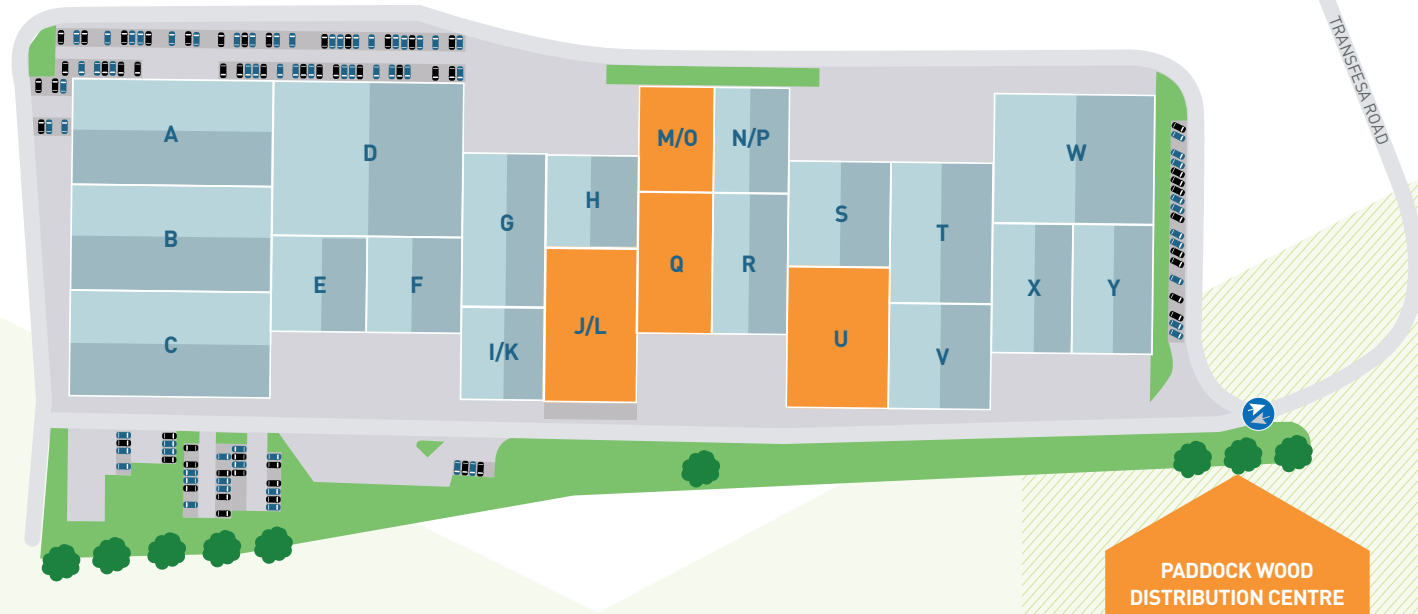 TRANSFESA ROAD
A
D
M/O
N/P
W
H
G
S
T
B
E
F
Q
R
X
Y
J/L
U
C
I/K
V
PADDOCK WOOD
DISTRIBUTION CENTRE